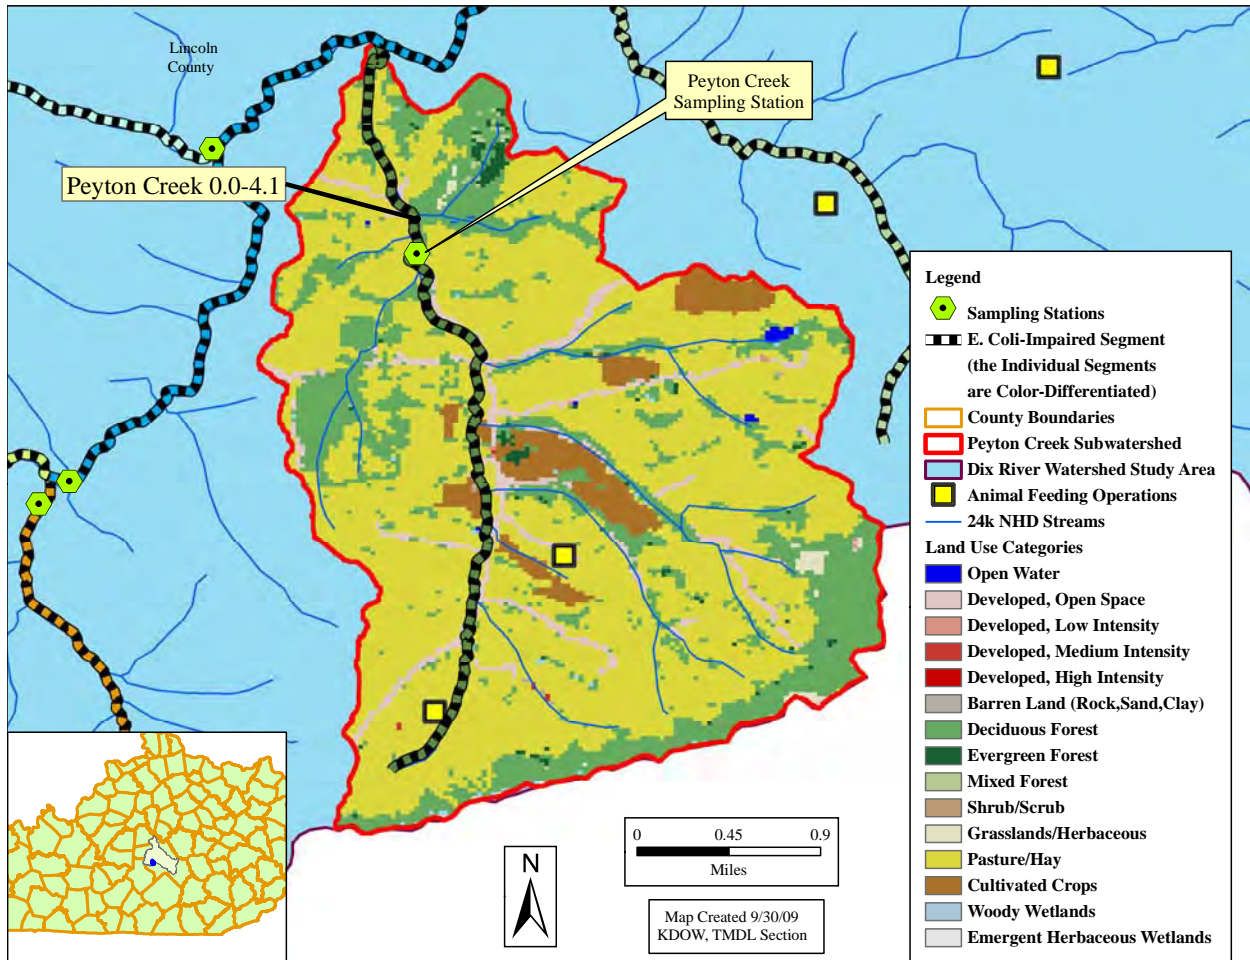 Lincoln
County
Peyton Creek
Sampling Station
Peyton Creek 0.0-4.1
Legend
Sampling Stations
E. Coli-Impaired Segment
(the Individual Segments
are Color-Differentiated)
County Boundaries
Peyton Creek Subwatershed
Dix River Watershed Study Area
Animal Feeding Operations
24k NHD Streams
Land Use Categories
Open Water
Developed, Open Space
Developed, Low Intensity
Developed, Medium Intensity
Developed, High Intensity
Barren Land (Rock,Sand,Clay)
Deciduous Forest
Evergreen Forest
Mixed Forest
Shrub/Scrub
Grasslands/Herbaceous
Pasture/Hay
Cultivated Crops
Woody Wetlands
Emergent Herbaceous Wetlands
0 0.45 0.9
Miles
N
Map Created 9/30/09
KDOW, TMDL Section